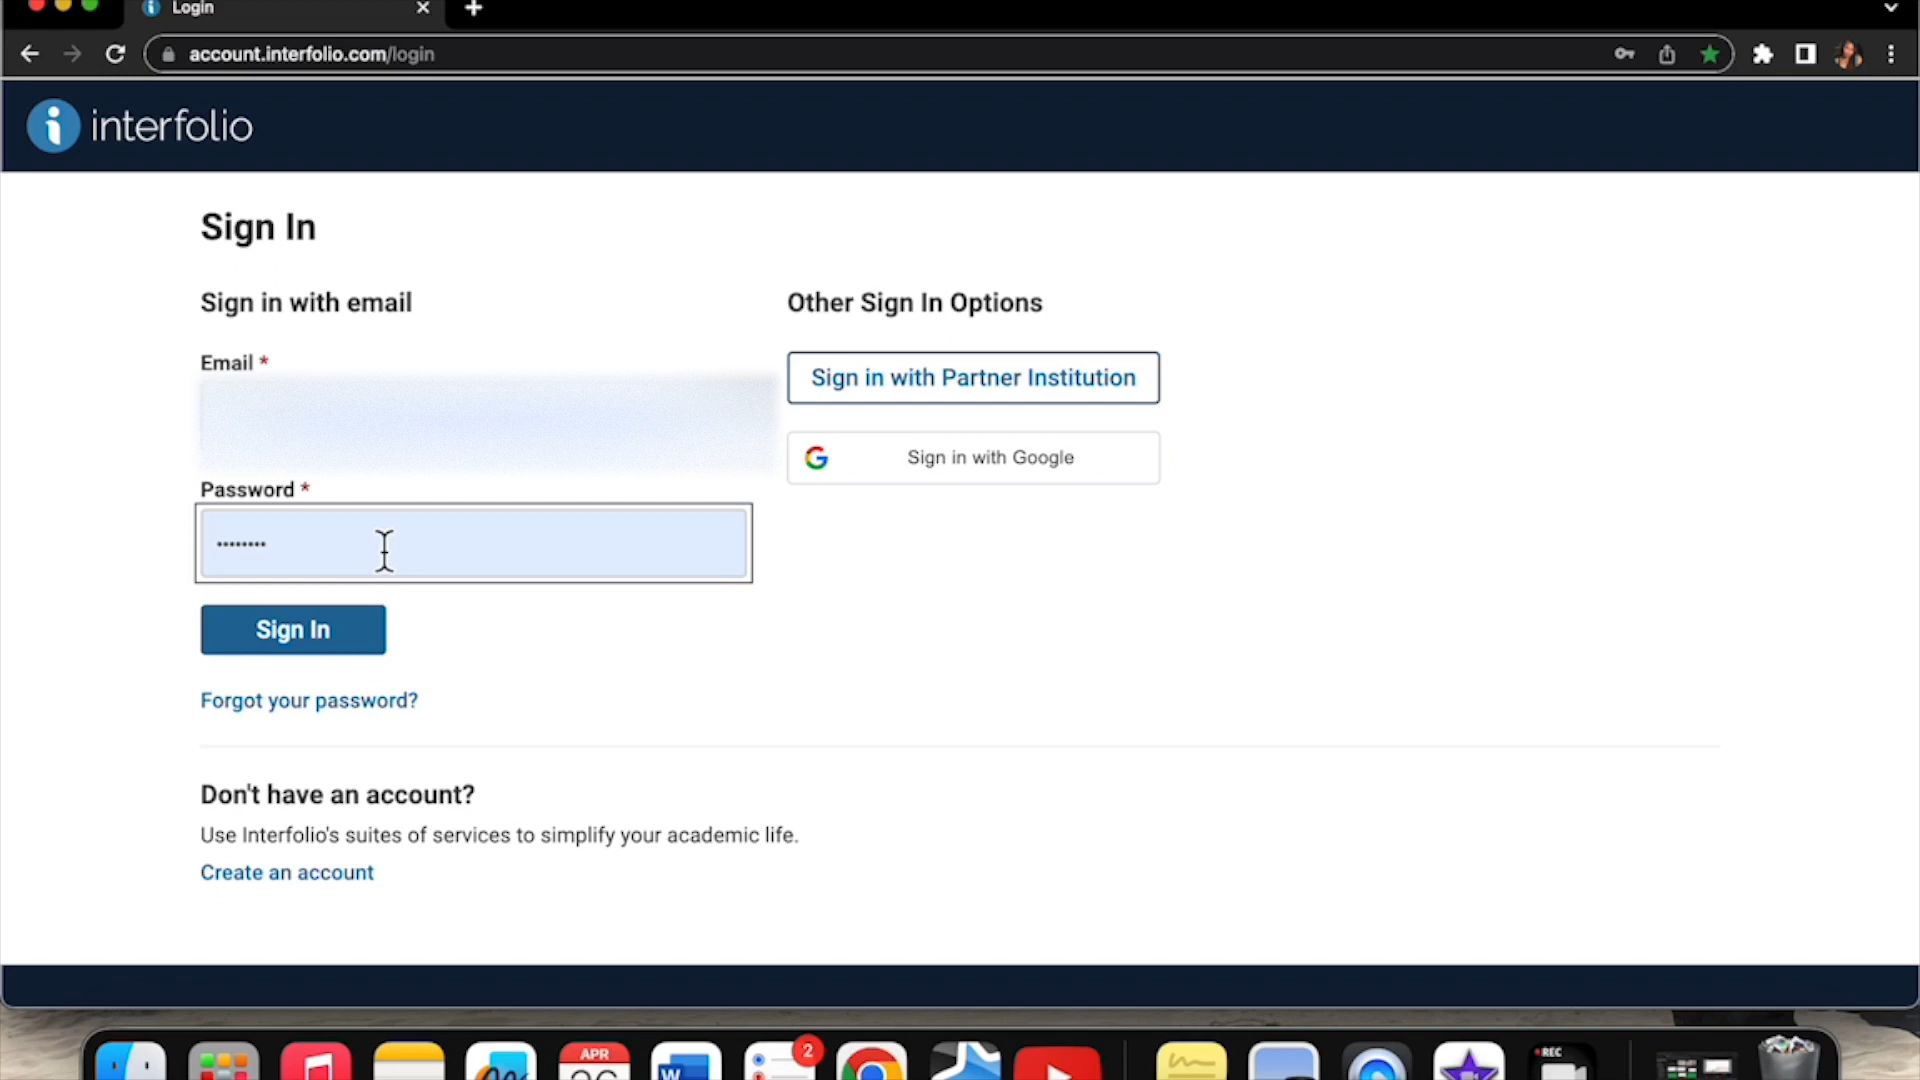 Login
account.interfolio.com/login
interfolio
Sign In
Sign in with email
Other Sign In Options
Email *
Sign in with Partner Institution
Sign in with Google
Password *
••••••••
Sign In
Forgot your password?
Don't have an account?
Use Interfolio's suites of services to simplify your academic life.
Create an account
APR
2
REC
W